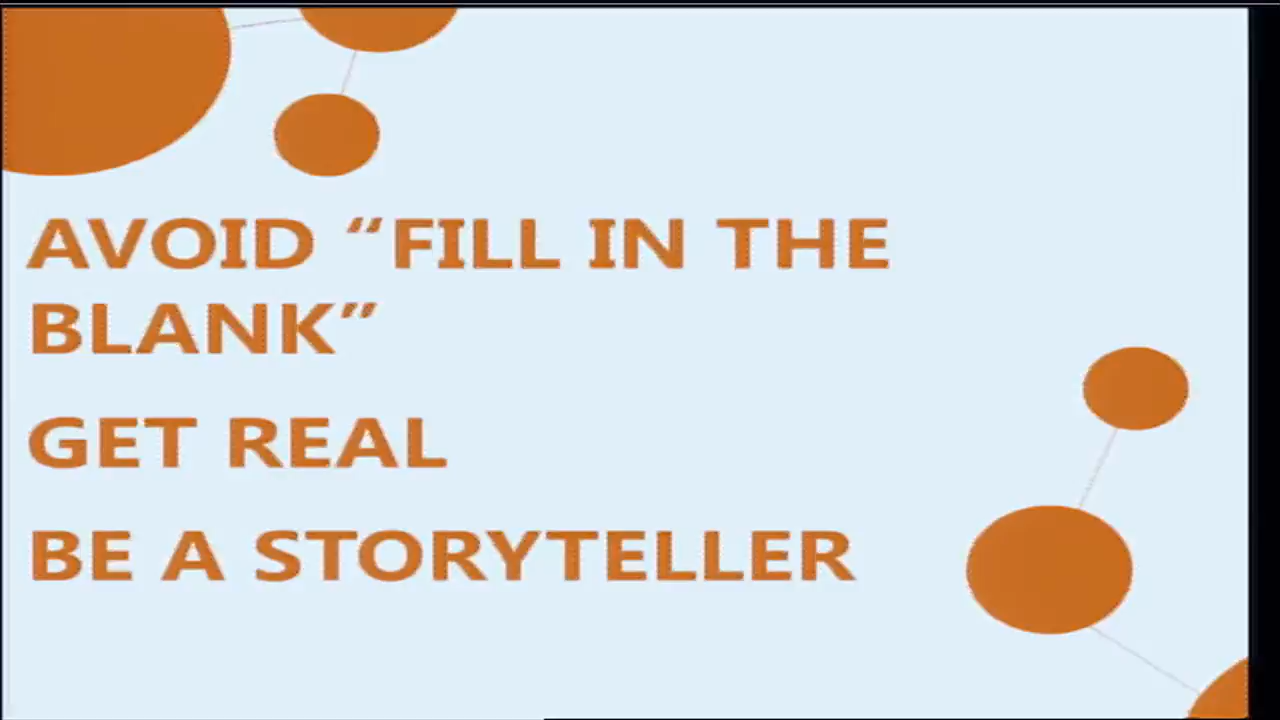 AVOID “FILL IN THE
BLANK”
GET REAL
BE A STORYTELLER